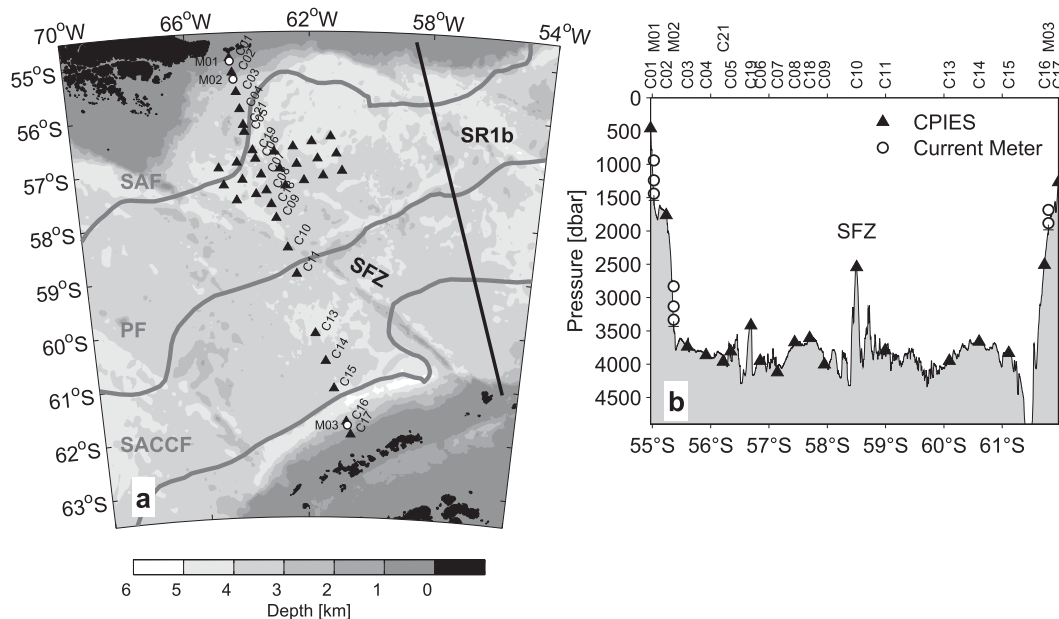 70°W
66°W
62°W
58°W
54°W
55°S
56°S
57°S
58°S
59°S
60°S
61°S
62°S
63°S
M01
M02
C02
C03
C04
C21
C05
C19
C06
C07
C08
C18
C09
C10
C11
C13
C14
C15
C16
C17
M03
SR1b
SAF
PF
SFZ
SACCF
a
6 5 4 3 2 1 0
Depth [km]
C01 M01
C02 M02
C03
C04
C05 C21
C19
C06
C07
C08
C18
C09
C10
C11
C13
C14
C15
C16 M03
C17
0
500
1000
1500
2000
2500
3000
3500
4000
4500
Pressure [dbar]
CPIES
Current Meter
SFZ
b
55°S 56°S 57°S 58°S 59°S 60°S 61°S